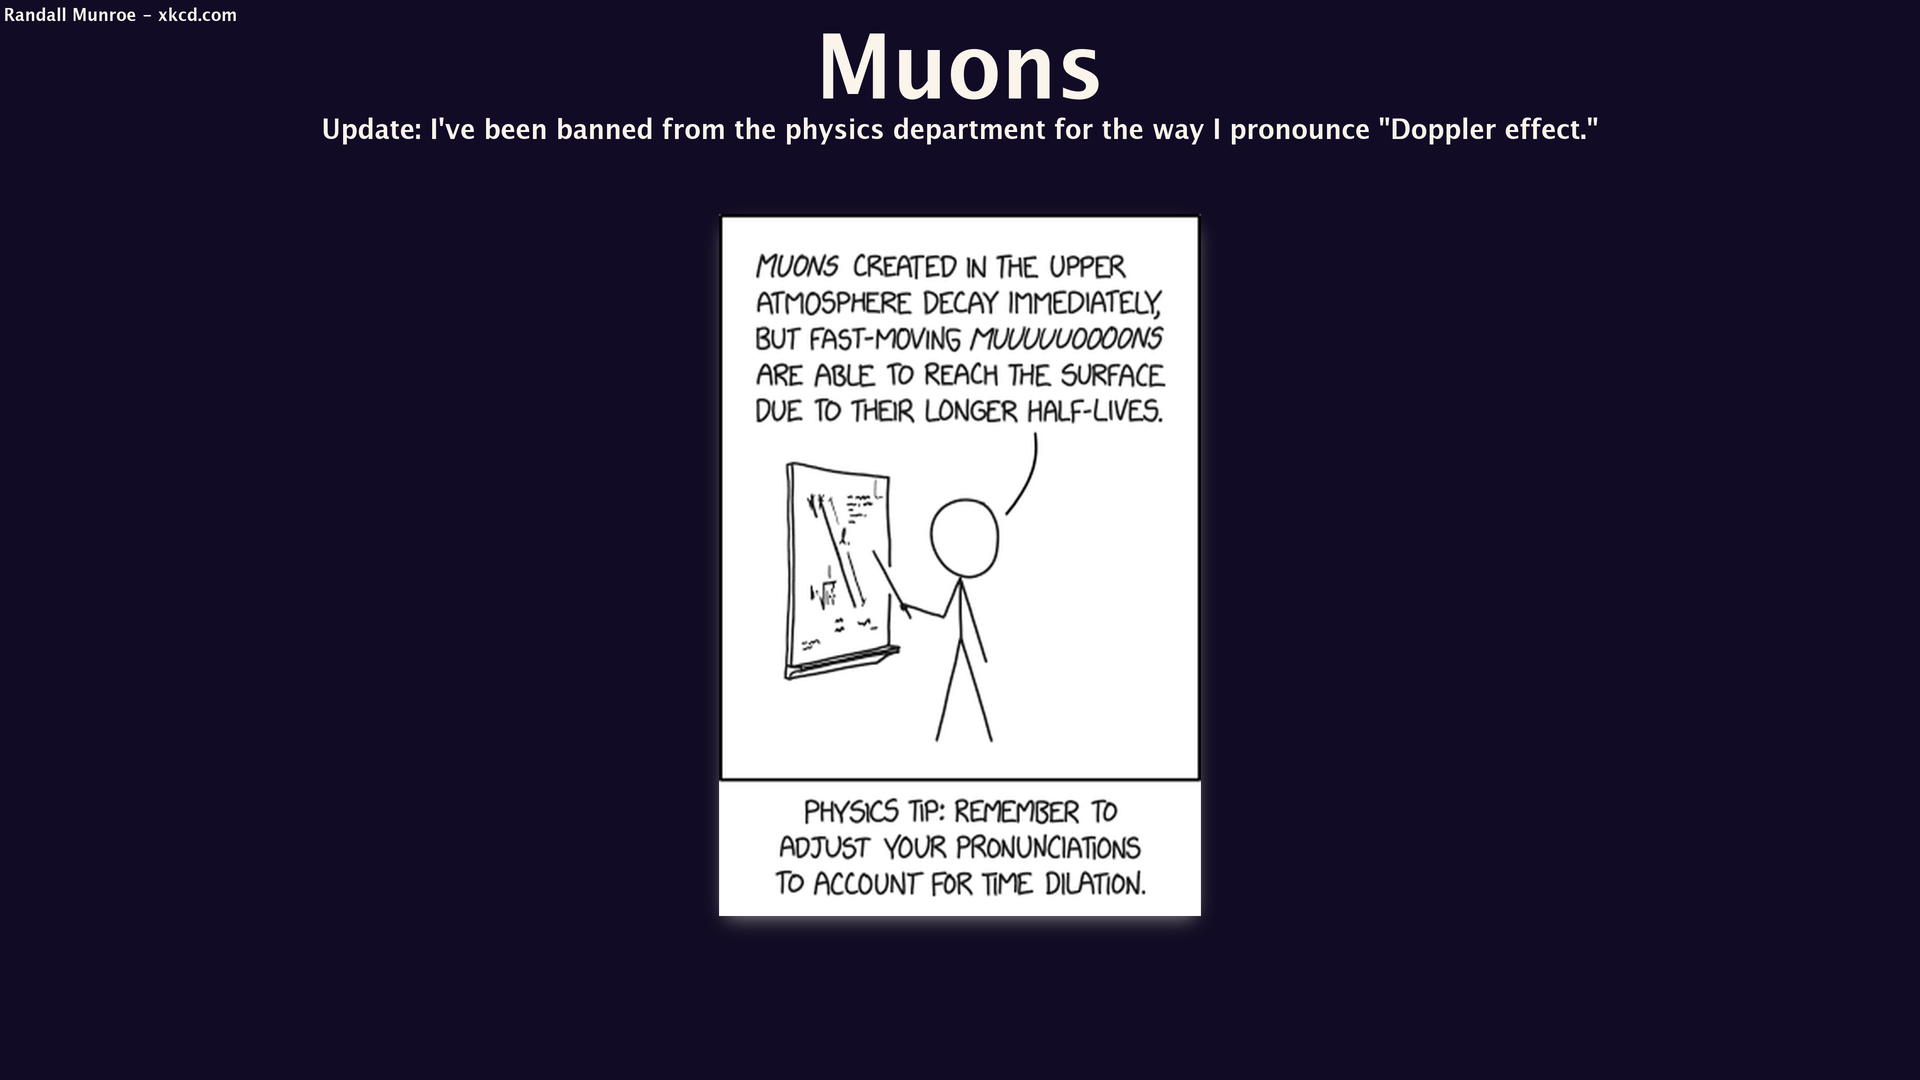 Randall Munroe - xkcd.com
Muons
Update: I've been banned from the physics department for the way I pronounce "Doppler effect."
MUONS CREATED IN THE UPPER
ATMOSPHERE DECAY IMMEDIATELY,
BUT FAST-MOVING MUUUUUOOOONS
ARE ABLE TO REACH THE SURFACE
DUE TO THEIR LONGER HALF-LIVES.
PHYSICS TIP: REMEMBER TO
ADJUST YOUR PRONUNCIATIONS
TO ACCOUNT FOR TIME DILATION.